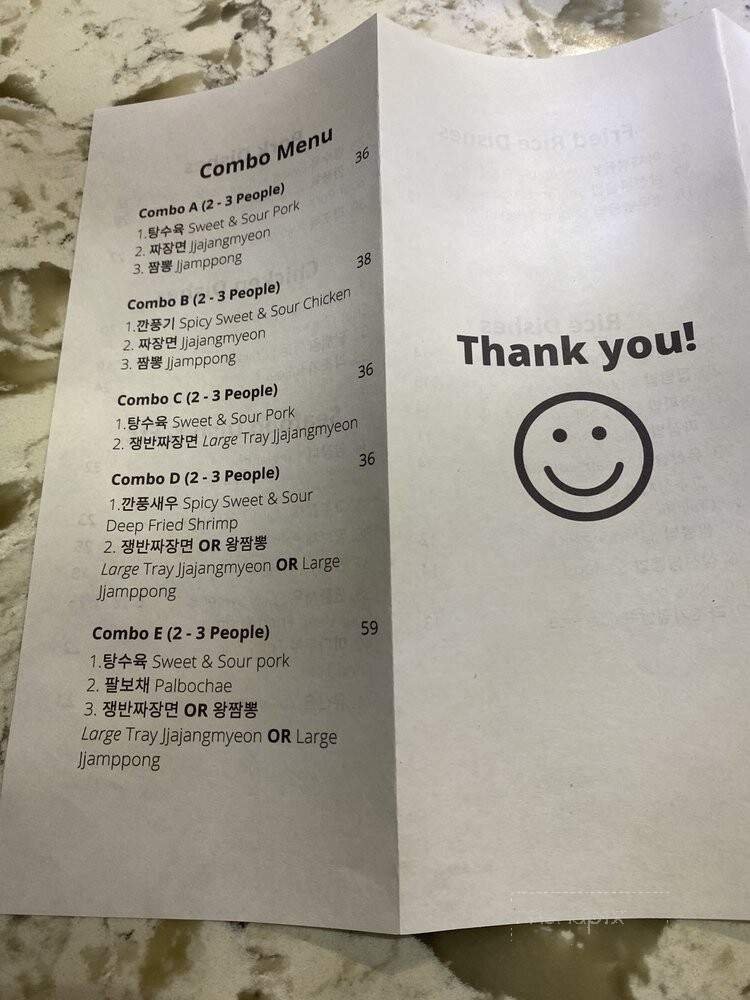 Combo Menu
Combo A (2 - 3 People) 36
1.탕수육 Sweet & Sour Pork
2. 짜장면 Jjajangmyeon
3. 짬뽕 Jjamppong
Combo B (2 - 3 People) 38
1.깐풍기 Spicy Sweet & Sour Chicken
2. 짜장면 Jjajangmyeon
3. 짬뽕 Jjamppong
Combo C (2 - 3 People) 36
1.탕수육 Sweet & Sour Pork
2. 쟁반짜장면 Large Tray Jjajangmyeon
Combo D (2 - 3 People) 36
1.깐풍새우 Spicy Sweet & Sour
Deep Fried Shrimp
2. 쟁반짜장면 OR 왕짬뽕
Large Tray Jjajangmyeon OR Large
Jjamppong
Combo E (2 - 3 People) 59
1.탕수육 Sweet & Sour pork
2. 팔보채 Palbochae
3. 쟁반짜장면 OR 왕짬뽕
Large Tray Jjajangmyeon OR Large
Jjamppong
Thank you!
Fried Rice Dishes
Rice Dishes